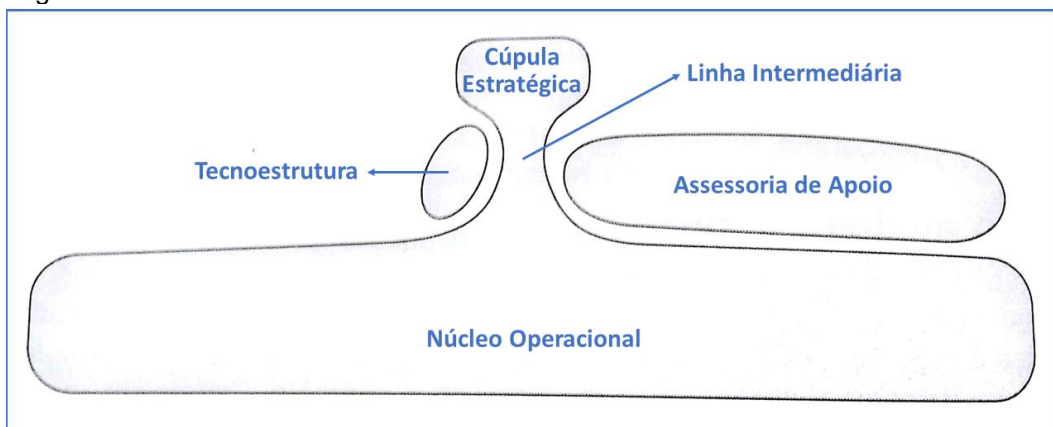 Cúpula
Estratégica
Linha Intermediária
Tecnoestrutura
Assessoria de Apoio
Núcleo Operacional